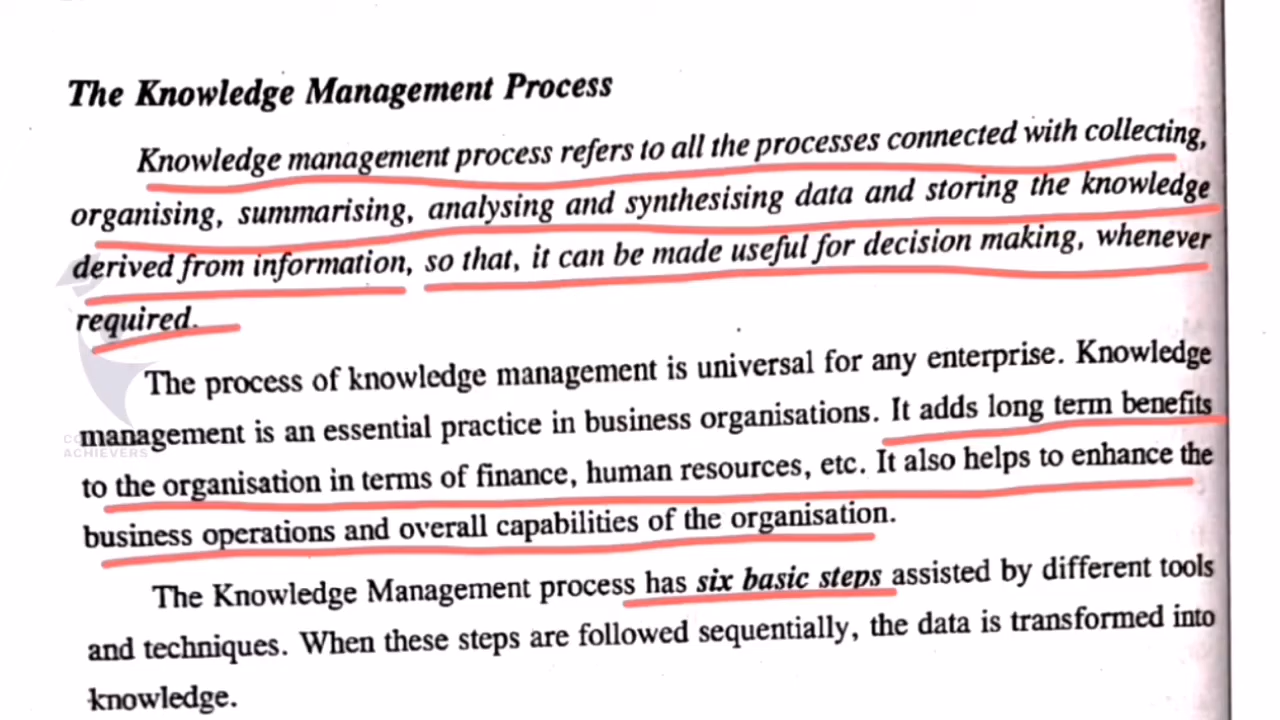 The Knowledge Management Process
Knowledge management process refers to all the processes connected with collecting,
organising, summarising, analysing and synthesising data and storing the knowledge
derived from information, so that, it can be made useful for decision making, whenever
required.
The process of knowledge management is universal for any enterprise. Knowledge
management is an essential practice in business organisations. It adds long term benefits
to the organisation in terms of finance, human resources, etc. It also helps to enhance the
business operations and overall capabilities of the organisation.
The Knowledge Management process has six basic steps assisted by different tools
and techniques. When these steps are followed sequentially, the data is transformed into
knowledge.
ACHIEVERS